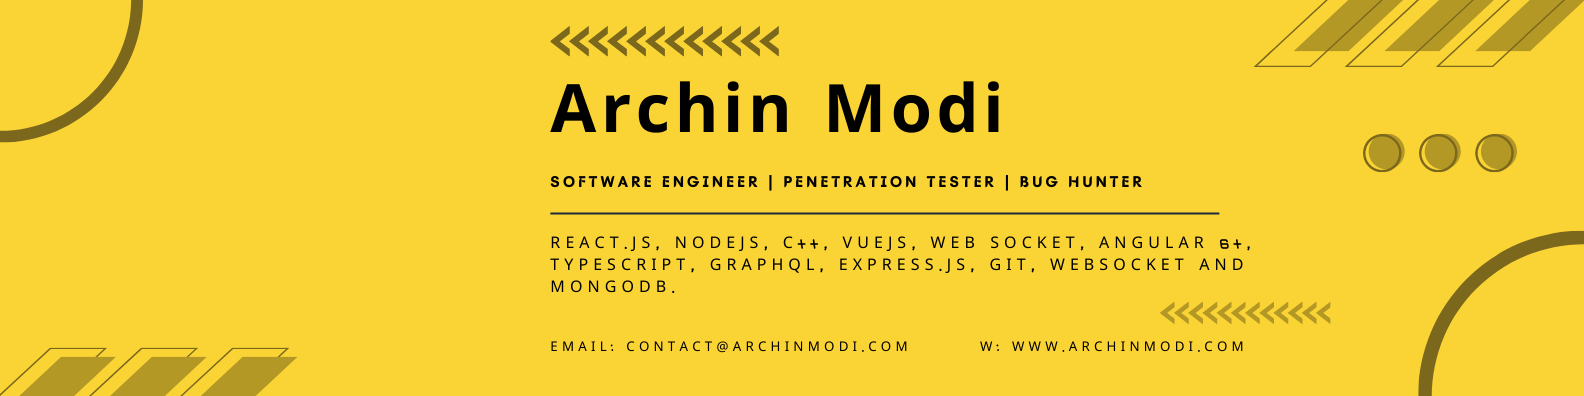 Archin Modi
SOFTWARE ENGINEER | PENETRATION TESTER | BUG HUNTER
REACT.JS, NODEJS, C++, VUEJS, WEB SOCKET, ANGULAR 6+,
TYPESCRIPT, GRAPHQL, EXPRESS.JS, GIT, WEBSOCKET AND
MONGODB.
EMAIL: CONTACT@ARCHINMODI.COM W: WWW.ARCHINMODI.COM